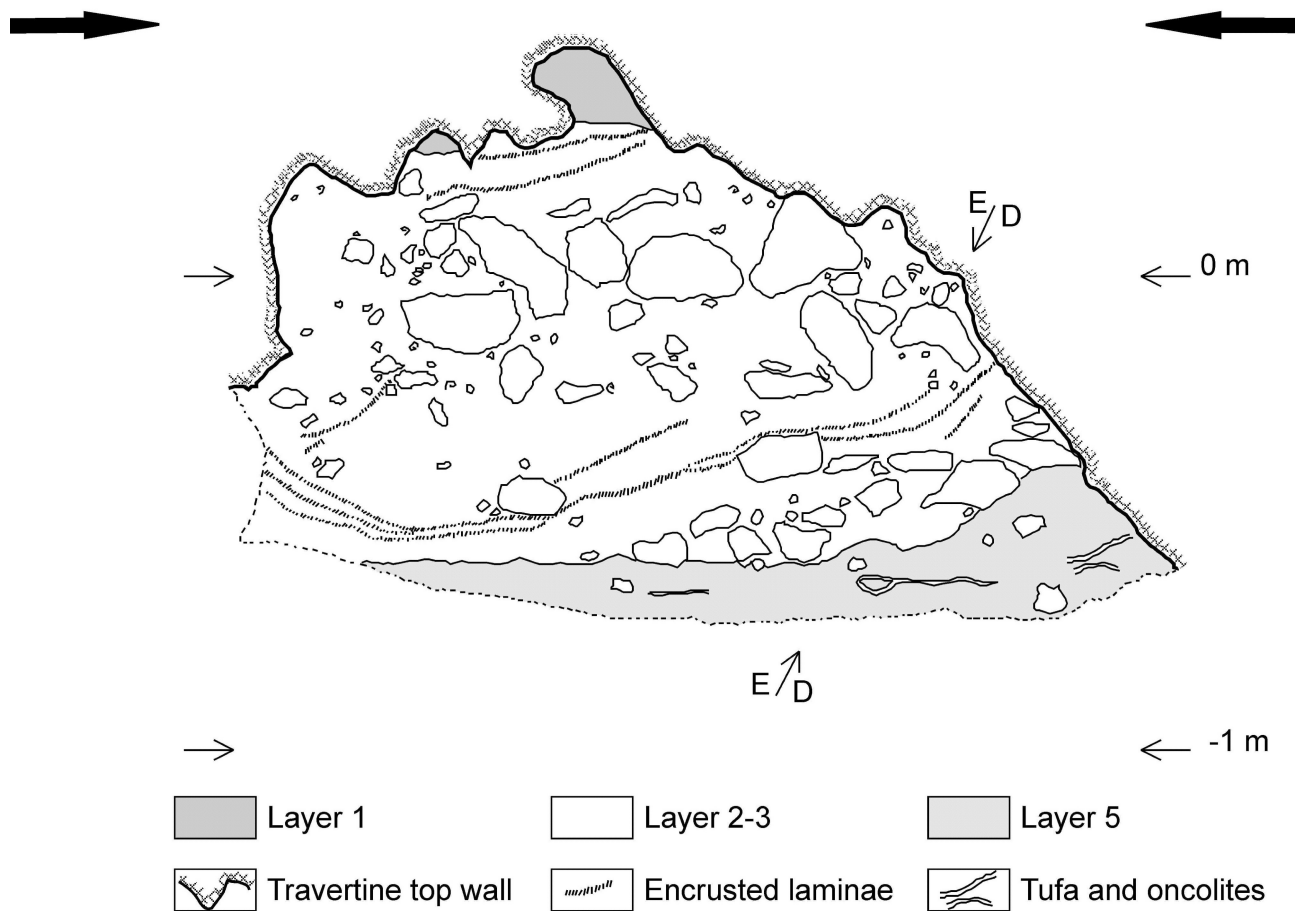 E/D
0 m
E/D
-1 m
Layer 1
Layer 2-3
Layer 5
Travertine top wall
Encrusted laminae
Tufa and oncolites